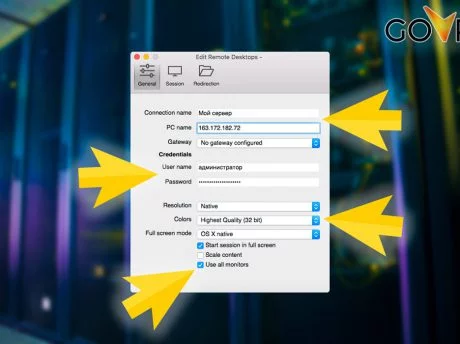 GOV
Edit Remote Desktops -
General
Session
Redirection
Connection name Мой сервер
PC name 163.172.182.72
Gateway No gateway configured
Credentials
User name администратор
Password ••••••••••••••••••••
Resolution Native
Colors Highest Quality (32 bit)
Full screen mode OS X native
Start session in full screen
Scale content
Use all monitors